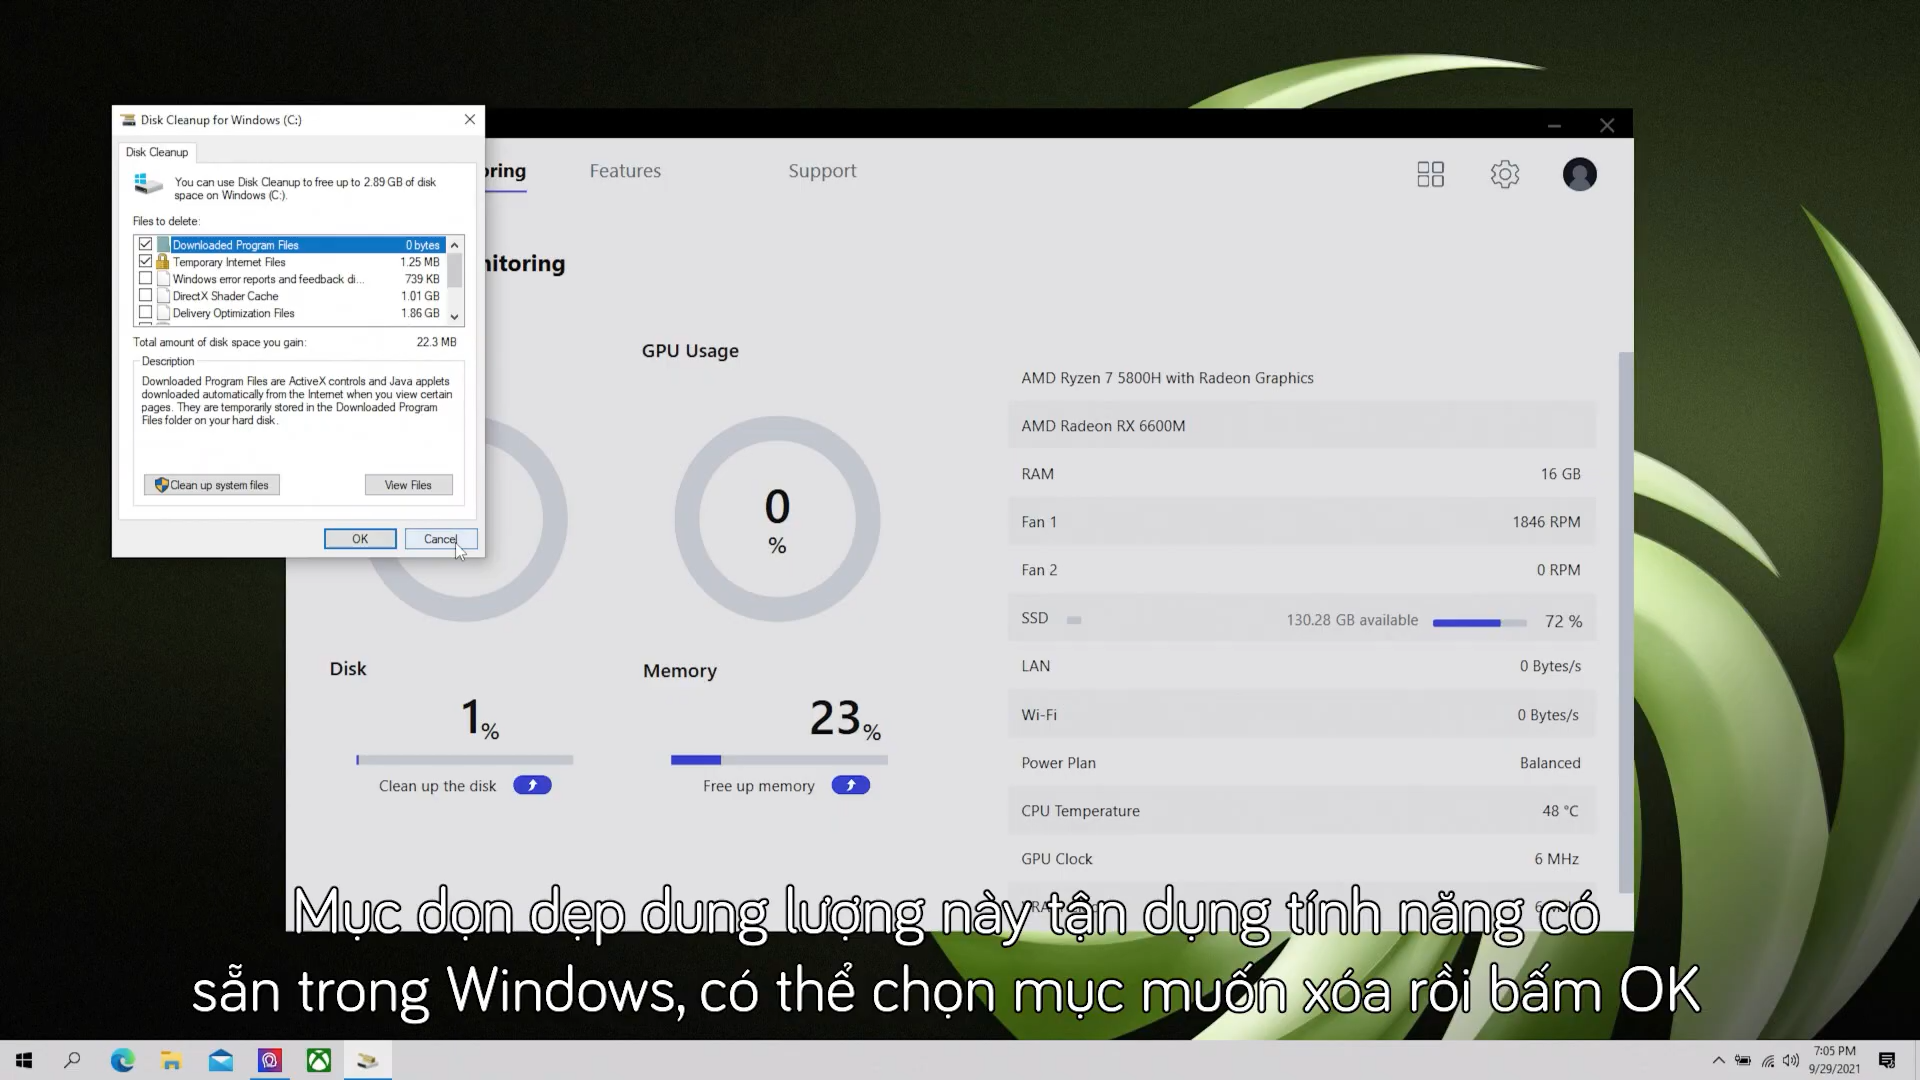 Disk Cleanup for Windows (C:)
Disk Cleanup
You can use Disk Cleanup to free up to 2.89 GB of disk
space on Windows (C:).
Files to delete:
Downloaded Program Files 0 bytes
Temporary Internet Files 1.25 MB
Windows error reports and feedback di... 739 KB
DirectX Shader Cache 1.01 GB
Delivery Optimization Files 1.86 GB
Total amount of disk space you gain: 22.3 MB
Description
Downloaded Program Files are ActiveX controls and Java applets
downloaded automatically from the Internet when you view certain
pages. They are temporarily stored in the Downloaded Program
Files folder on your hard disk.
Clean up system files View Files
OK Cancel
Features Support
GPU Usage
0
%
Disk
1%
Clean up the disk
Memory
23%
Free up memory
AMD Ryzen 7 5800H with Radeon Graphics
AMD Radeon RX 6600M
RAM 16 GB
Fan 1 1846 RPM
Fan 2 0 RPM
SSD 130.28 GB available 72 %
LAN 0 Bytes/s
Wi-Fi 0 Bytes/s
Power Plan Balanced
CPU Temperature 48 °C
GPU Clock 6 MHz
Mục dọn dẹp dung lượng này tận dụng tính năng có
sẵn trong Windows, có thể chọn mục muốn xóa rồi bấm OK
7:05 PM
9/29/2021